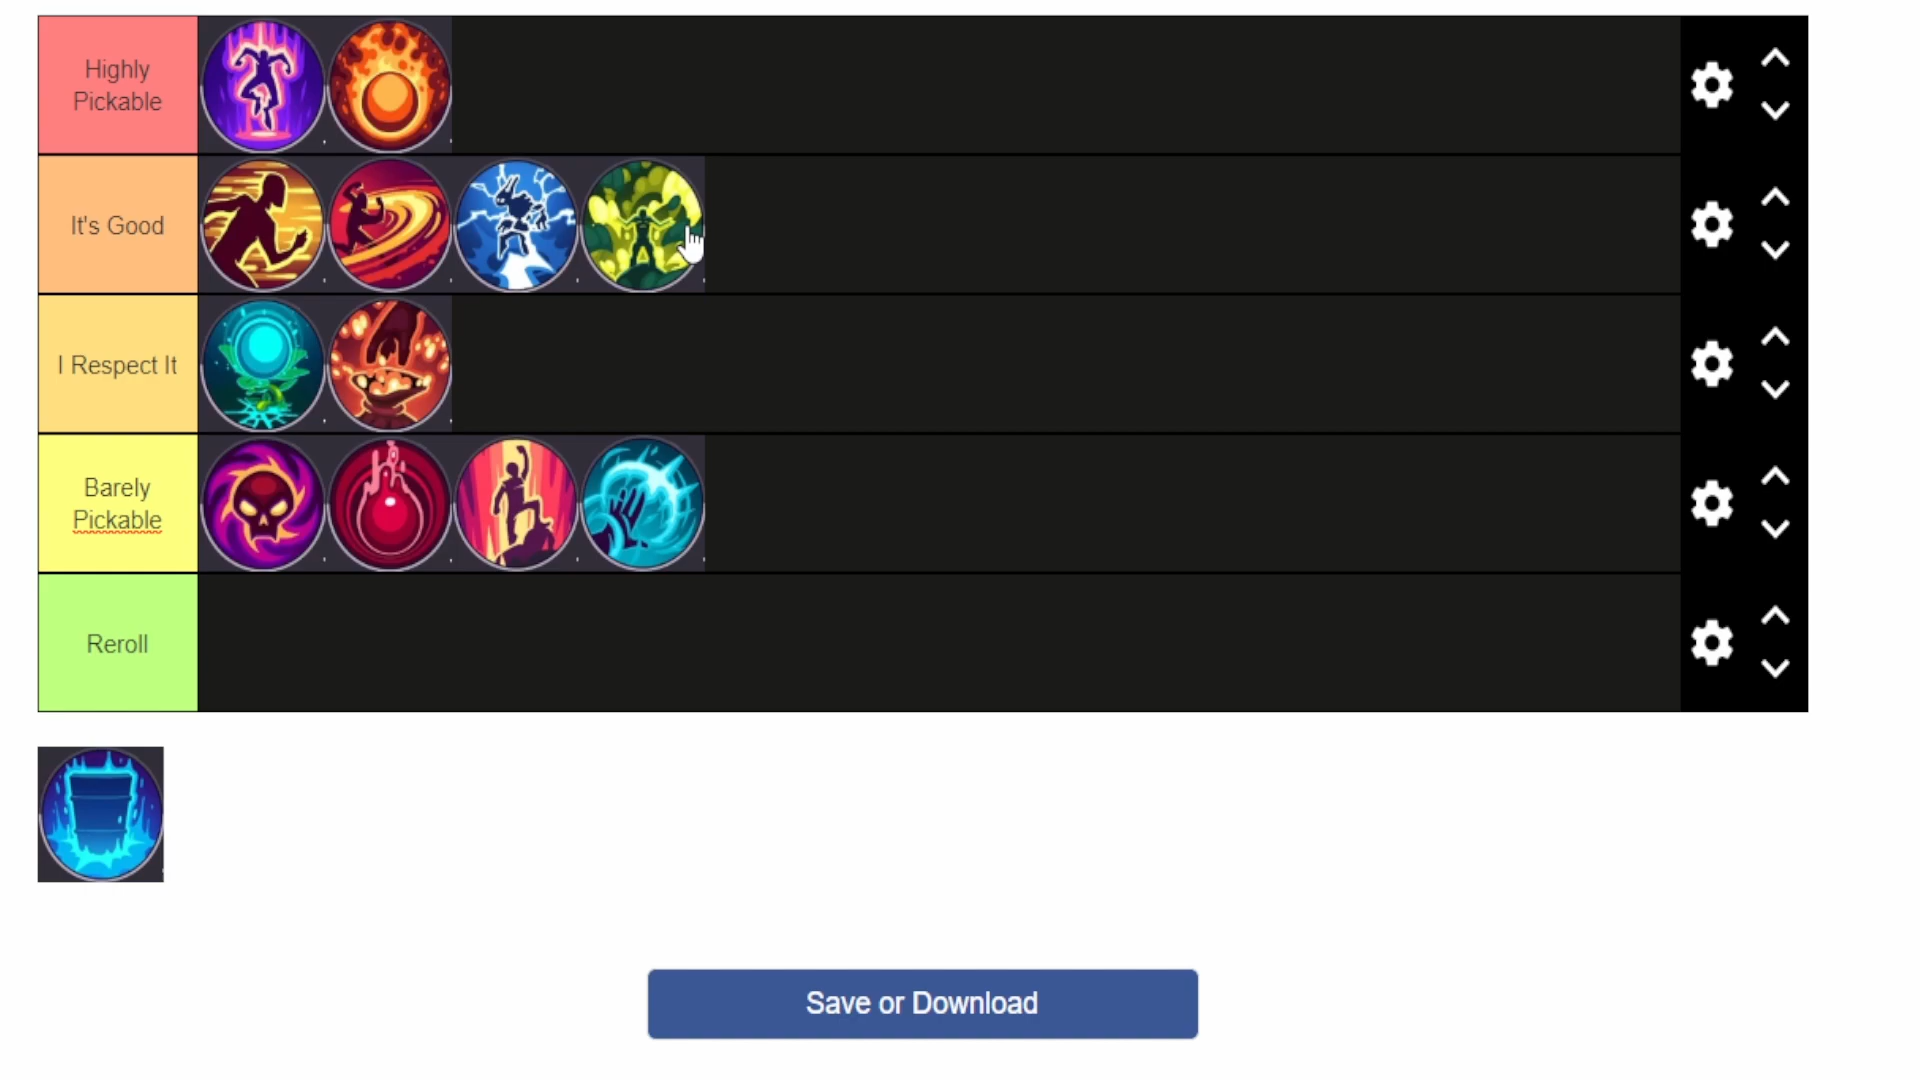 Highly
Pickable
It's Good
I Respect It
Barely
Pickable
Reroll
Save or Download